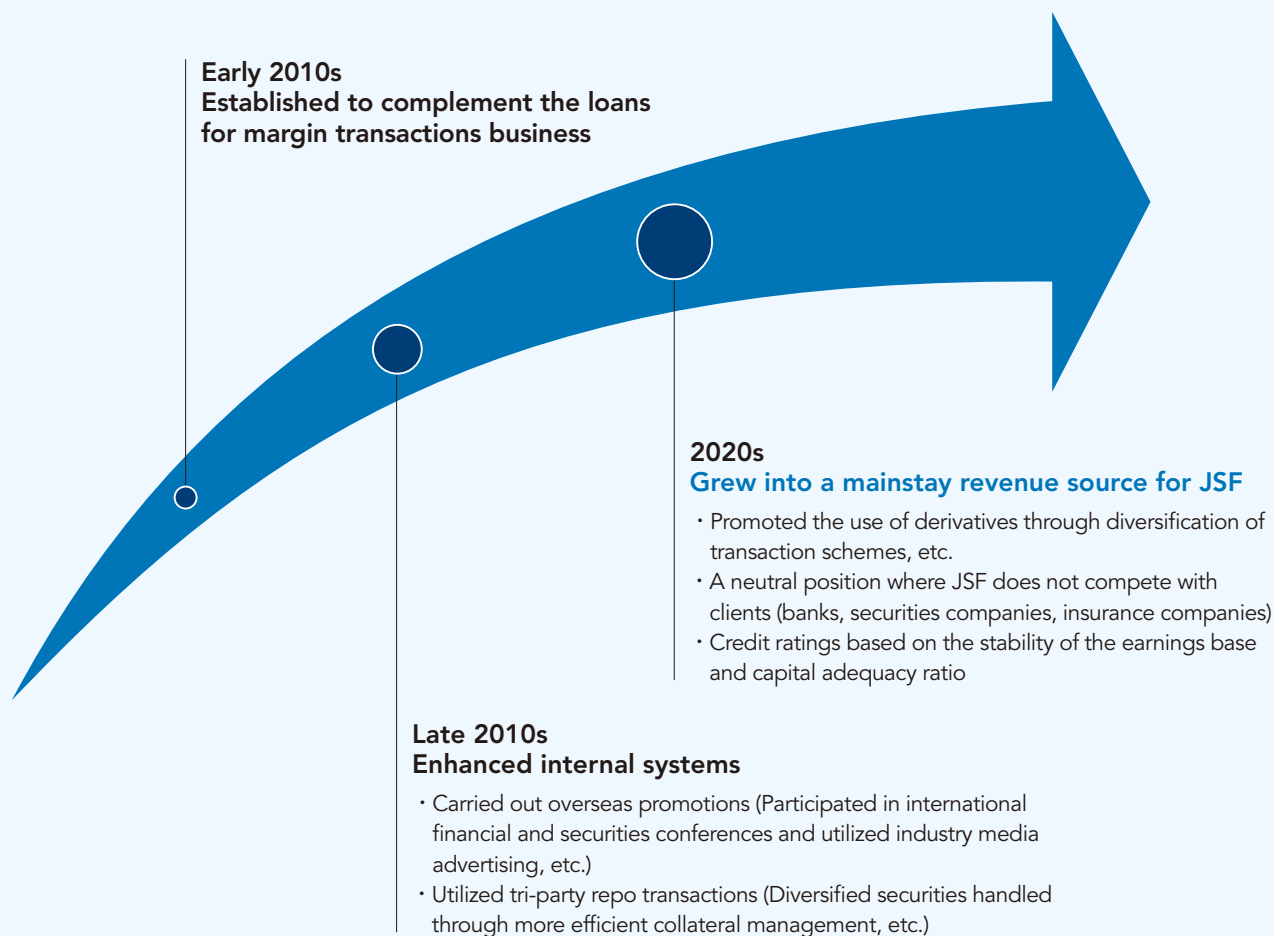 Early 2010s
Established to complement the loans
for margin transactions business
2020s
Grew into a mainstay revenue source for JSF
・Promoted the use of derivatives through diversification of
transaction schemes, etc.
・A neutral position where JSF does not compete with
clients (banks, securities companies, insurance companies)
・Credit ratings based on the stability of the earnings base
and capital adequacy ratio
Late 2010s
Enhanced internal systems
・Carried out overseas promotions (Participated in international
financial and securities conferences and utilized industry media
advertising, etc.)
・Utilized tri-party repo transactions (Diversified securities handled
through more efficient collateral management, etc.)